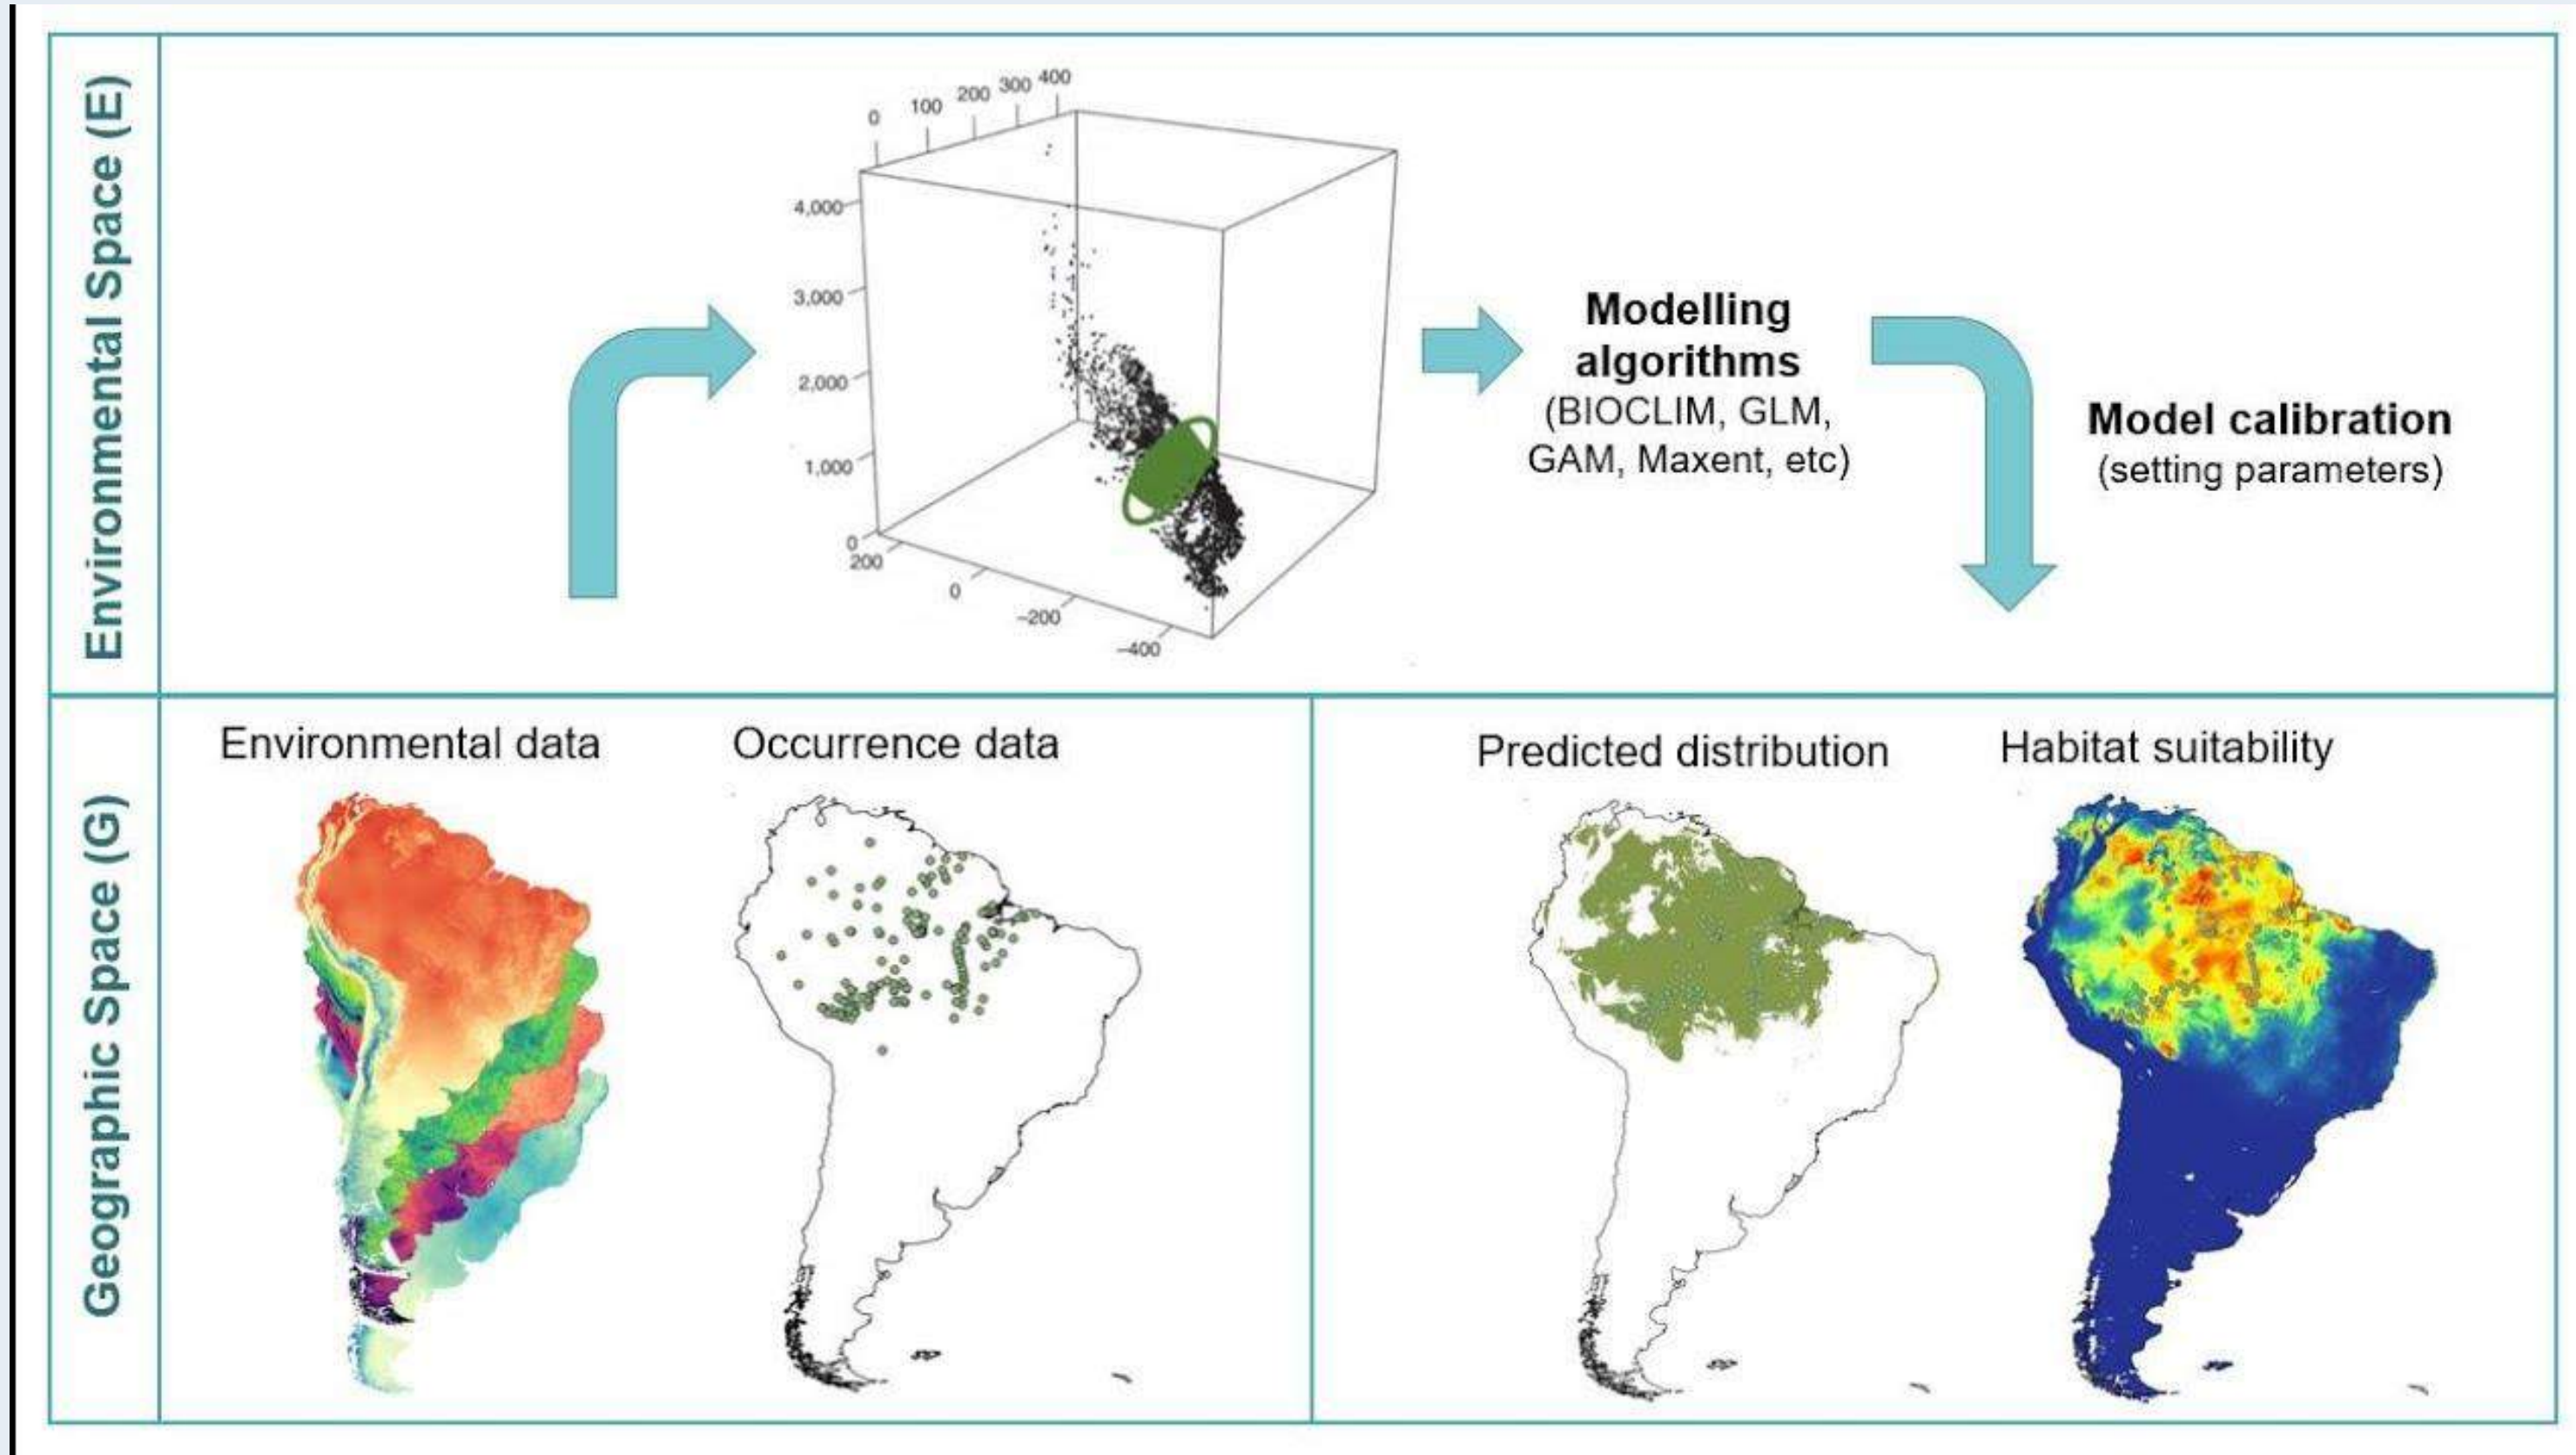 Environmental Space (E)
0 100 200 300 400
4,000
3,000
2,000
1,000
0
200
0
−200
−400
Modelling
algorithms
(BIOCLIM, GLM,
GAM, Maxent, etc)
Model calibration
(setting parameters)
Geographic Space (G)
Environmental data
Occurrence data
Predicted distribution
Habitat suitability